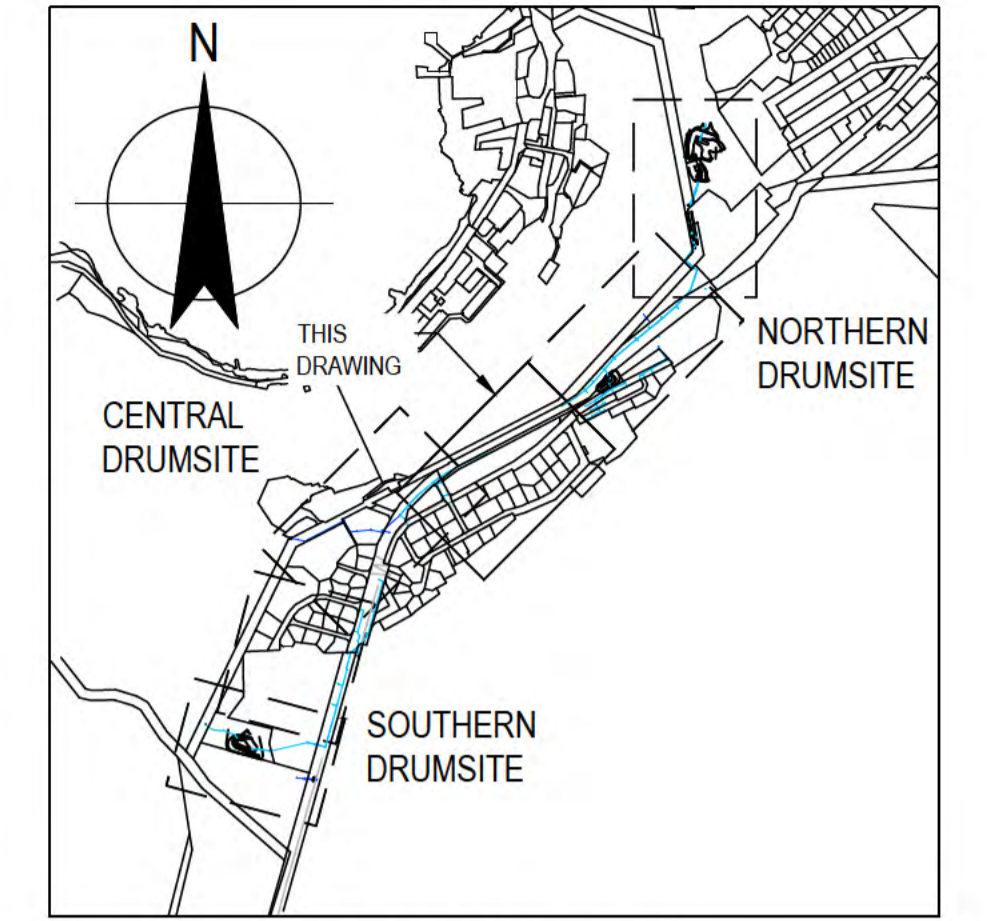 N
THIS
DRAWING
NORTHERN
DRUMSITE
CENTRAL
DRUMSITE
SOUTHERN
DRUMSITE